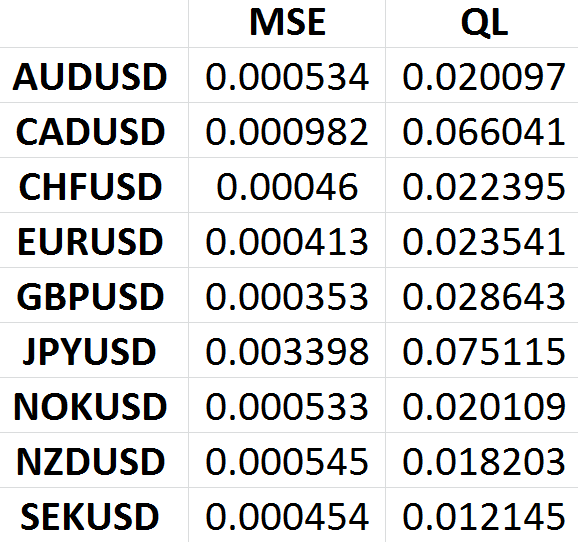 MSE QL
AUDUSD 0.000534 0.020097
CADUSD 0.000982 0.066041
CHFUSD 0.00046 0.022395
EURUSD 0.000413 0.023541
GBPUSD 0.000353 0.028643
JPYUSD 0.003398 0.075115
NOKUSD 0.000533 0.020109
NZDUSD 0.000545 0.018203
SEKUSD 0.000454 0.012145